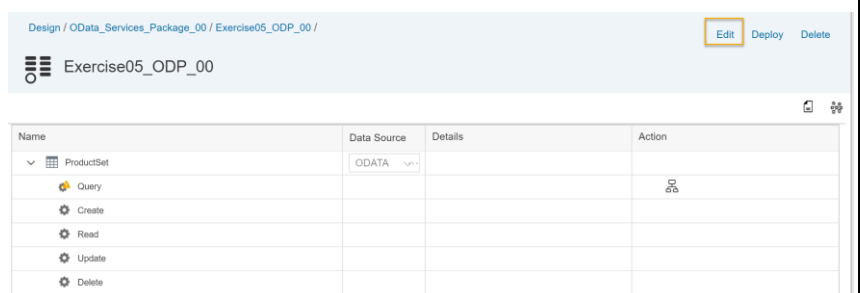 Design / OData_Services_Package_00 / Exercise05_ODP_00 /
Edit Deploy Delete
Exercise05_ODP_00
Name Data Source Details Action
ProductSet ODATA
Query
Create
Read
Update
Delete